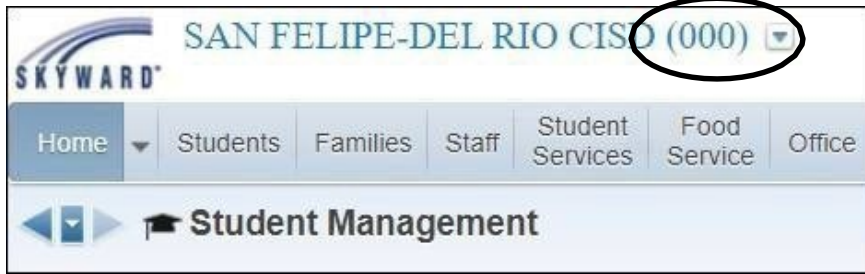 SAN FELIPE-DEL RIO CISD (000)
SKYWARD®
Home Students Families Staff Student Services Food Service Office
Student Management